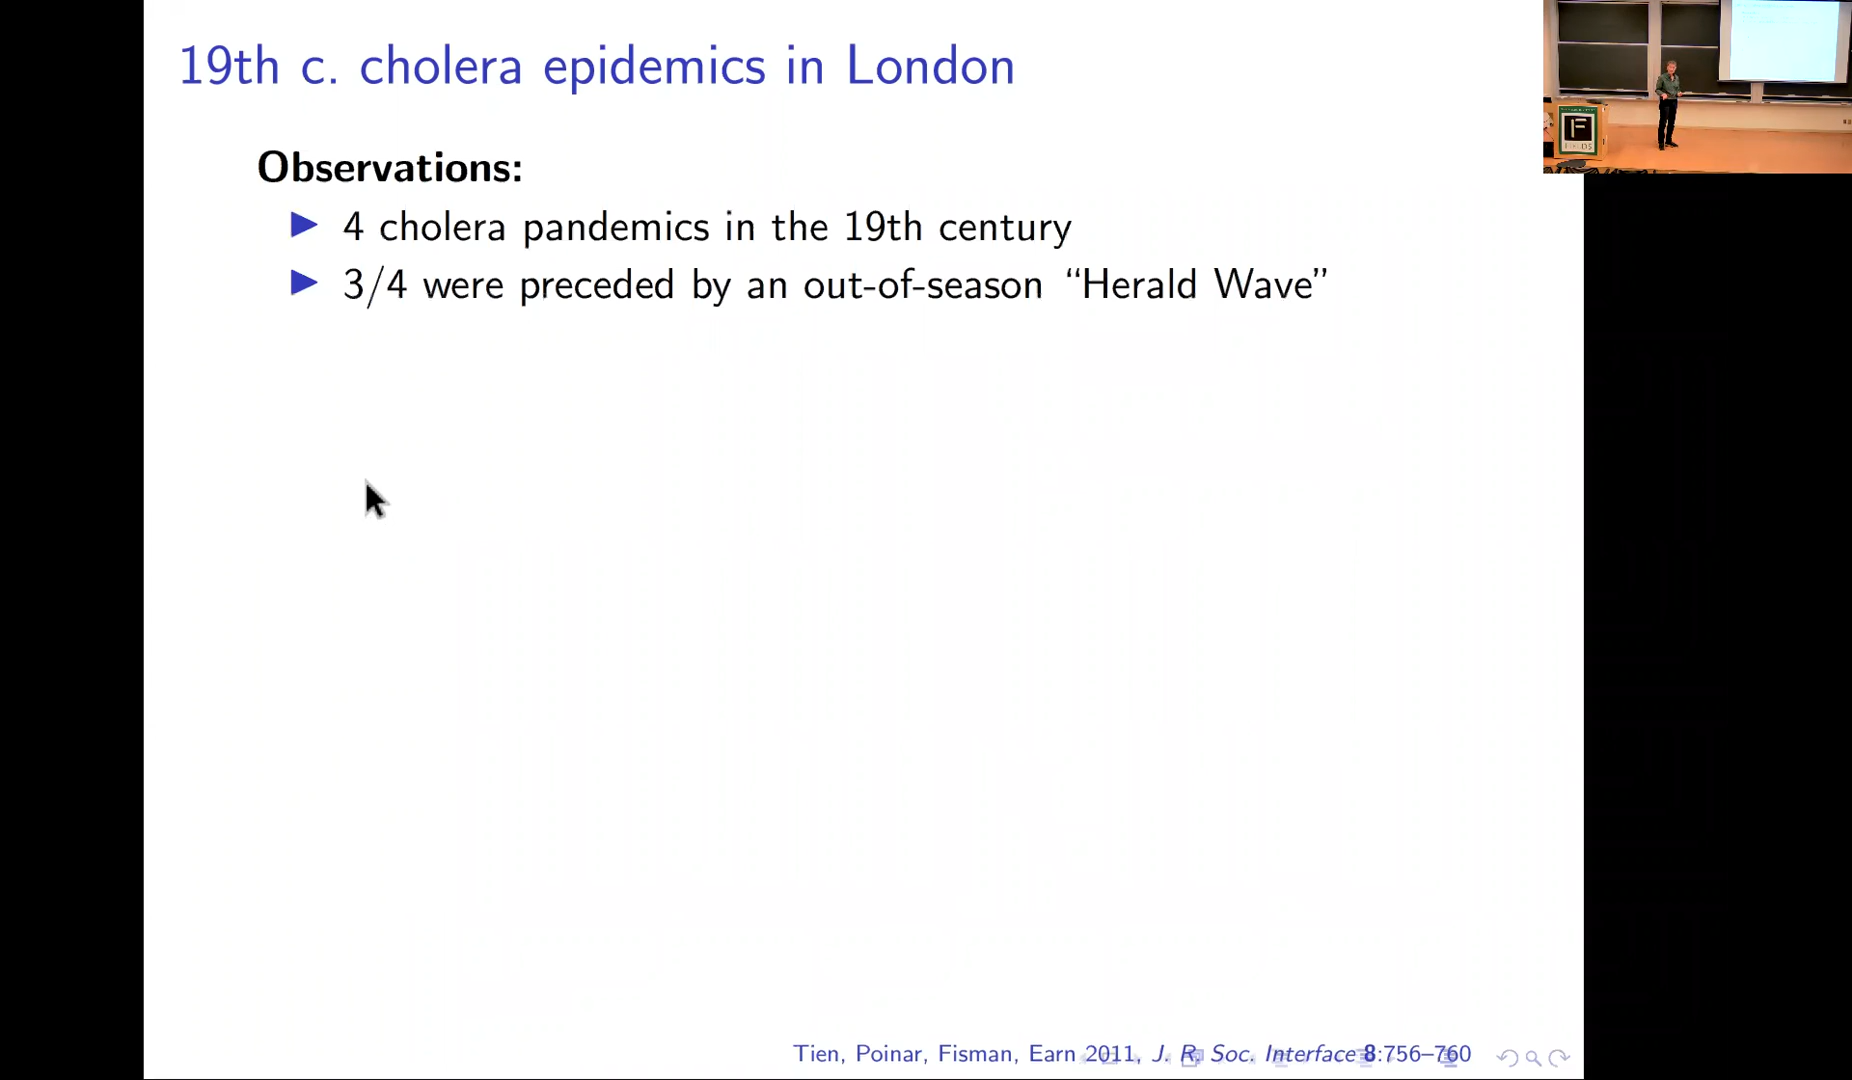 19th c. cholera epidemics in London
Observations:
▶ 4 cholera pandemics in the 19th century
▶ 3/4 were preceded by an out-of-season “Herald Wave”
Tien, Poinar, Fisman, Earn 2011, J. R. Soc. Interface 8:756–760
F